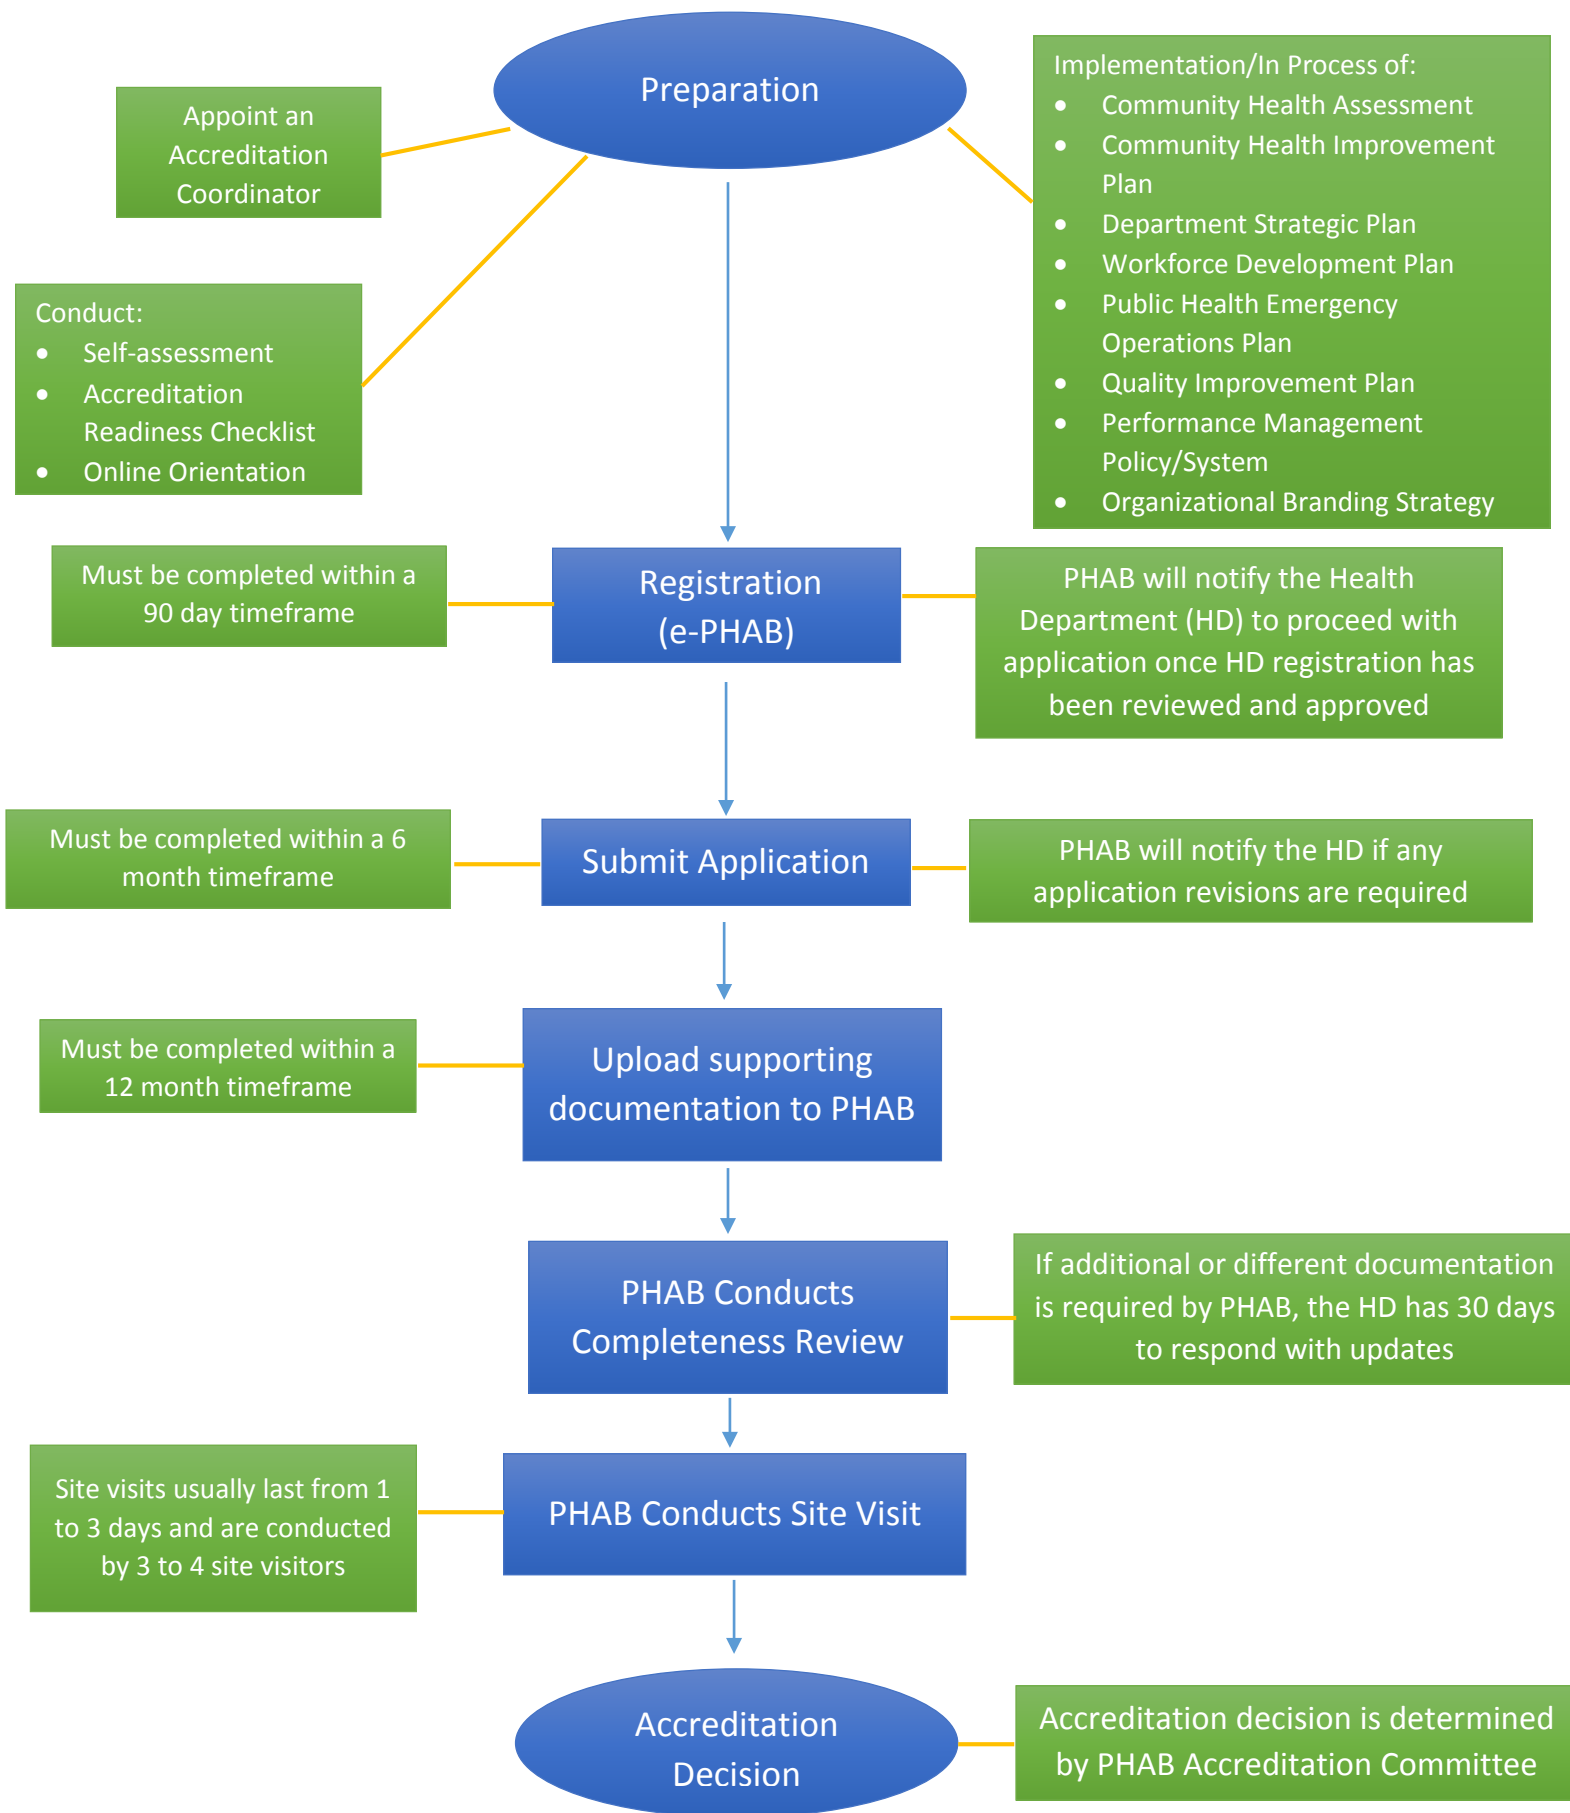 Preparation
Appoint an
Accreditation
Coordinator
Implementation/In Process of:
• Community Health Assessment
• Community Health Improvement
Plan
• Department Strategic Plan
• Workforce Development Plan
• Public Health Emergency
Operations Plan
• Quality Improvement Plan
• Performance Management
Policy/System
• Organizational Branding Strategy
Conduct:
• Self-assessment
• Accreditation
Readiness Checklist
• Online Orientation
Must be completed within a
90 day timeframe
Registration
(e-PHAB)
PHAB will notify the Health
Department (HD) to proceed with
application once HD registration has
been reviewed and approved
Must be completed within a 6
month timeframe
Submit Application
PHAB will notify the HD if any
application revisions are required
Must be completed within a
12 month timeframe
Upload supporting
documentation to PHAB
PHAB Conducts
Completeness Review
If additional or different documentation
is required by PHAB, the HD has 30 days
to respond with updates
Site visits usually last from 1
to 3 days and are conducted
by 3 to 4 site visitors
PHAB Conducts Site Visit
Accreditation
Decision
Accreditation decision is determined
by PHAB Accreditation Committee